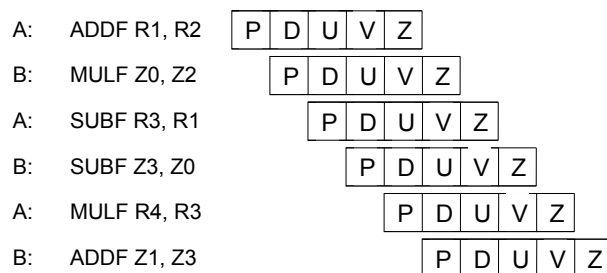 A: ADDF R1, R2 P D U V Z
B: MULF Z0, Z2 P D U V Z
A: SUBF R3, R1 P D U V Z
B: SUBF Z3, Z0 P D U V Z
A: MULF R4, R3 P D U V Z
B: ADDF Z1, Z3 P D U V Z